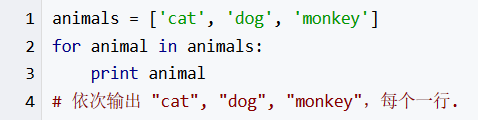 1 animals = ['cat', 'dog', 'monkey']
2 for animal in animals:
3     print animal
4 # 依次输出 "cat", "dog", "monkey"，每个一行.